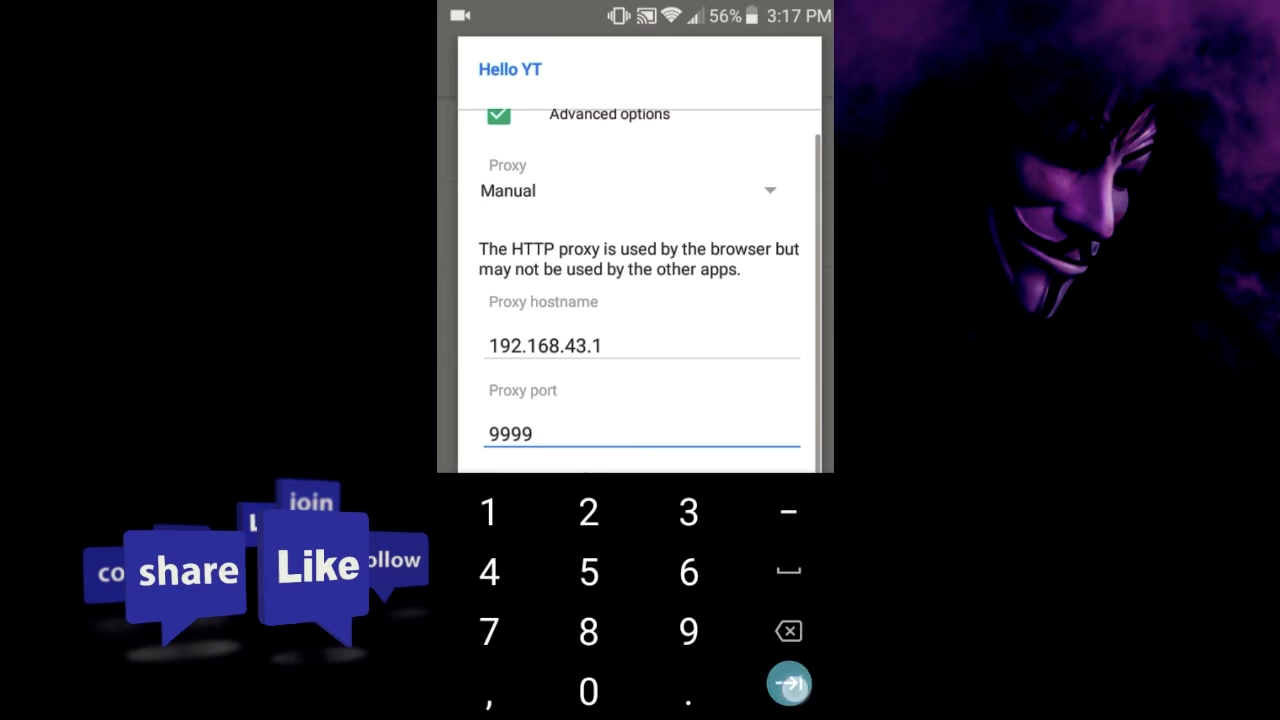 56% 3:17 PM
Hello YT
Advanced options
Proxy
Manual
The HTTP proxy is used by the browser but
may not be used by the other apps.
Proxy hostname
192.168.43.1
Proxy port
9999
1 2 3 -
4 5 6
7 8 9
, 0 .
join
L
co share Like ollow